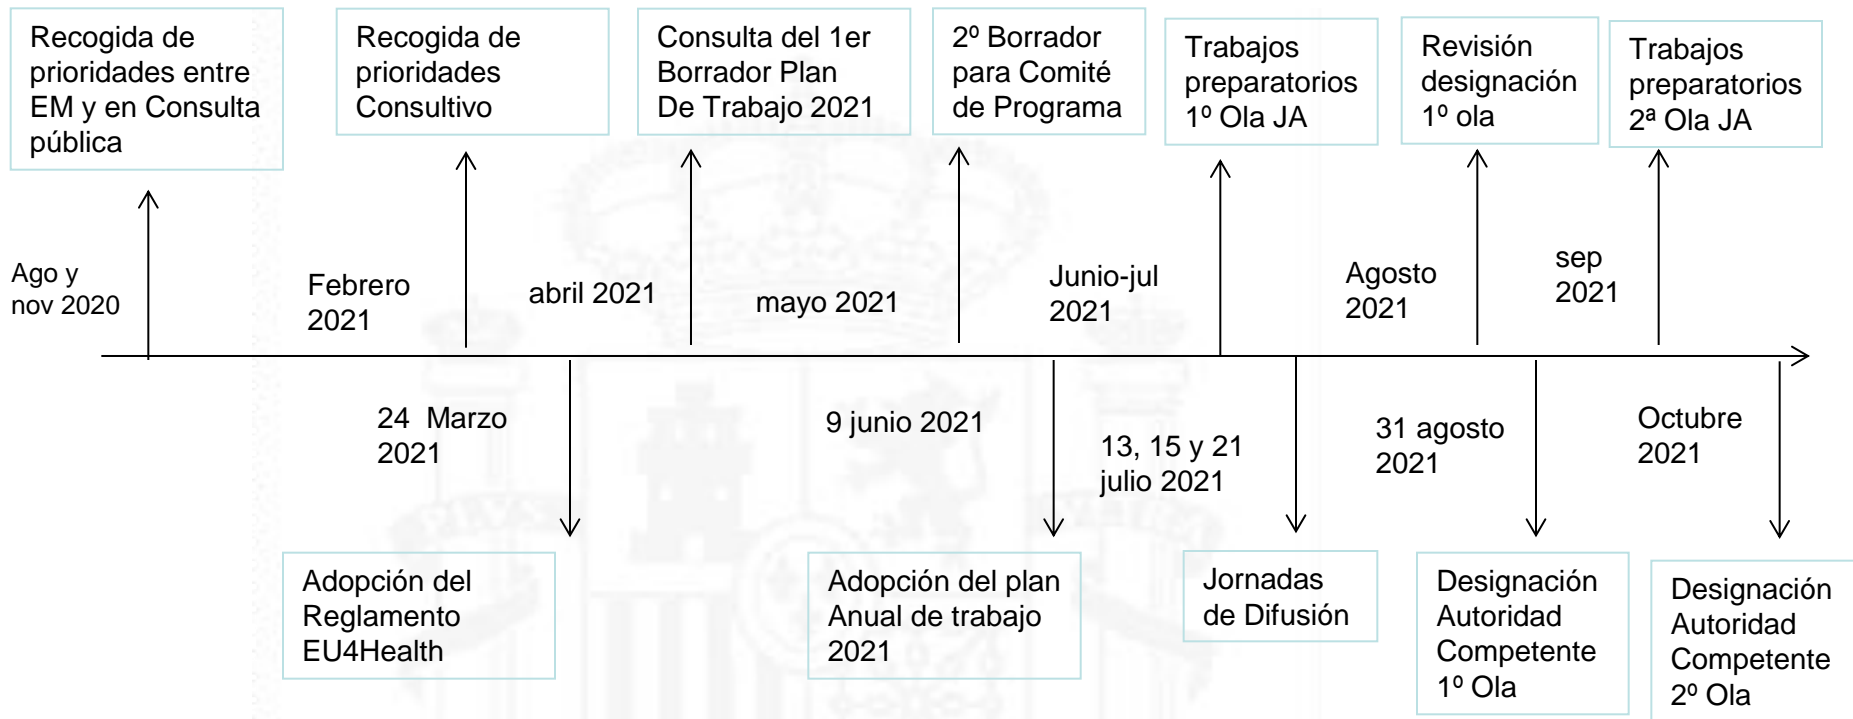 Recogida de
prioridades entre
EM y en Consulta
pública
Recogida de
prioridades
Consultivo
Consulta del 1er
Borrador Plan
De Trabajo 2021
2º Borrador
para Comité
de Programa
Trabajos
preparatorios
1º Ola JA
Revisión
designación
1º ola
Trabajos
preparatorios
2ª Ola JA
Ago y
nov 2020
Febrero
2021
abril 2021
mayo 2021
Junio-jul
2021
Agosto
2021
sep
2021
24 Marzo
2021
9 junio 2021
13, 15 y 21
julio 2021
31 agosto
2021
Octubre
2021
Adopción del
Reglamento
EU4Health
Adopción del plan
Anual de trabajo
2021
Jornadas
de Difusión
Designación
Autoridad
Competente
1º Ola
Designación
Autoridad
Competente
2º Ola